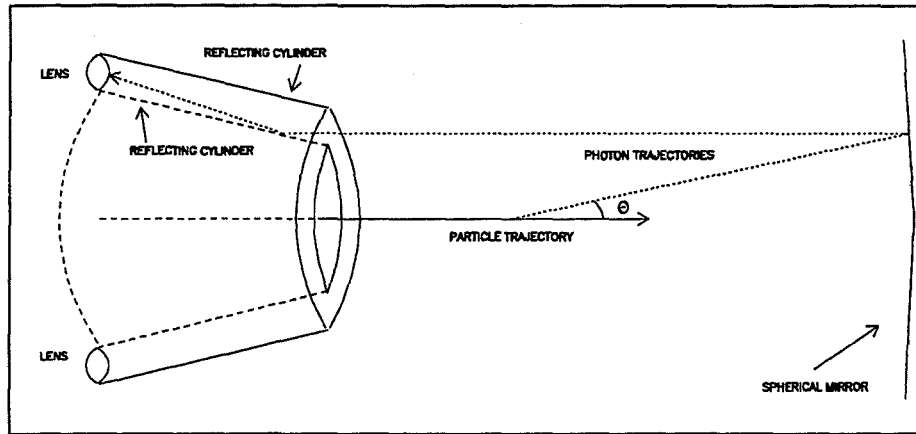 REFLECTING CYLINDER
LENS
REFLECTING CYLINDER
PHOTON TRAJECTORIES
Θ
PARTICLE TRAJECTORY
LENS
SPHERICAL MIRROR